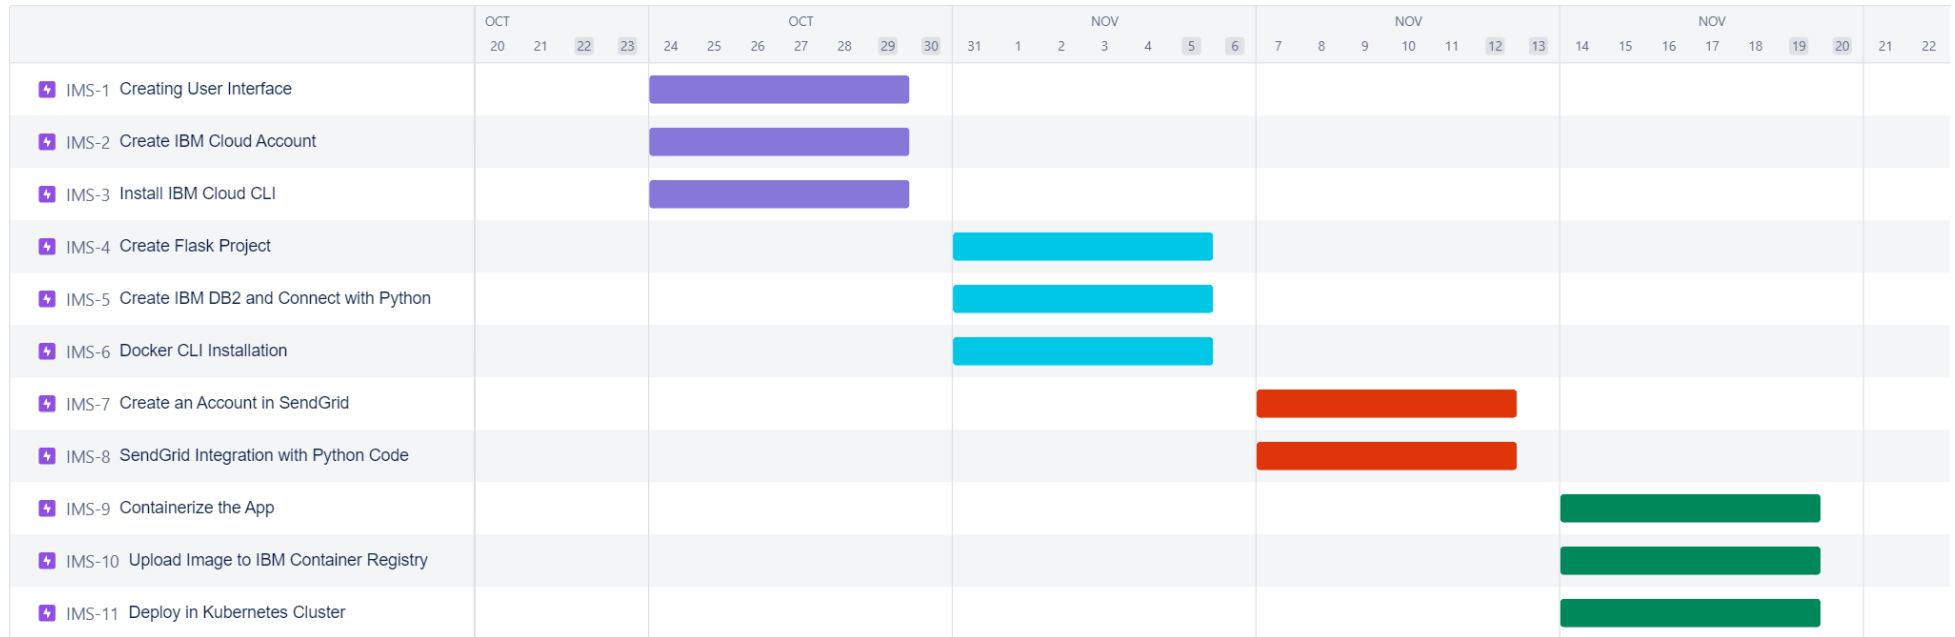 OCT OCT NOV NOV NOV
20 21 22 23 24 25 26 27 28 29 30 31 1 2 3 4 5 6 7 8 9 10 11 12 13 14 15 16 17 18 19 20 21 22
IMS-1 Creating User Interface
IMS-2 Create IBM Cloud Account
IMS-3 Install IBM Cloud CLI
IMS-4 Create Flask Project
IMS-5 Create IBM DB2 and Connect with Python
IMS-6 Docker CLI Installation
IMS-7 Create an Account in SendGrid
IMS-8 SendGrid Integration with Python Code
IMS-9 Containerize the App
IMS-10 Upload Image to IBM Container Registry
IMS-11 Deploy in Kubernetes Cluster